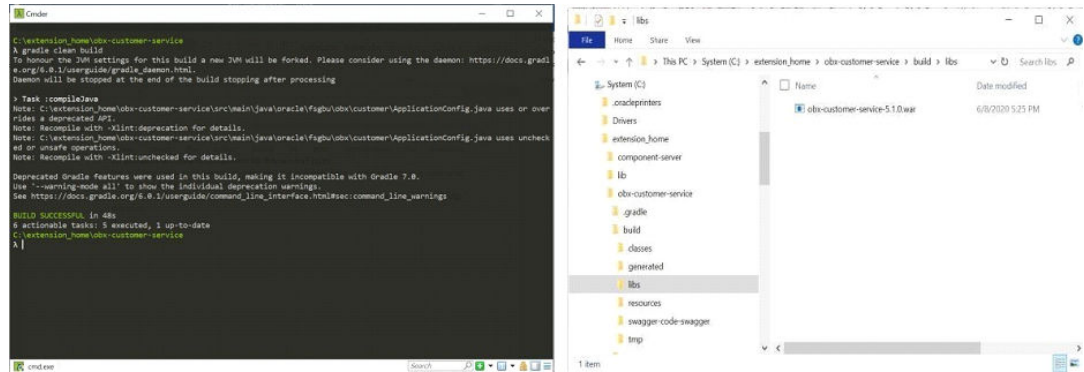 Cmder
C:\extension_home\obx-customer-service
λ gradle clean build
To honour the JVM settings for this build a new JVM will be forked. Please consider using the daemon: https://docs.gradl
e.org/6.0.1/userguide/gradle_daemon.html.
Daemon will be stopped at the end of the build stopping after processing
> Task :compileJava
Note: C:\extension_home\obx-customer-service\src\main\java\oracle\fsgbu\obx\customer\ApplicationConfig.java uses or over
rides a deprecated API.
Note: Recompile with -Xlint:deprecation for details.
Note: C:\extension_home\obx-customer-service\src\main\java\oracle\fsgbu\obx\customer\ApplicationConfig.java uses uncheck
ed or unsafe operations.
Note: Recompile with -Xlint:unchecked for details.
Deprecated Gradle features were used in this build, making it incompatible with Gradle 7.0.
Use '--warning-mode all' to show the individual deprecation warnings.
See https://docs.gradle.org/6.0.1/userguide/command_line_interface.html#sec:command_line_warnings
BUILD SUCCESSFUL in 48s
6 actionable tasks: 5 executed, 1 up-to-date
C:\extension_home\obx-customer-service
λ
cmd.exe
Search
libs
File Home Share View
This PC > System (C:) > extension_home > obx-customer-service > build > libs
Search libs
System (C:)
.oracleprinters
Drivers
extension_home
component-server
lib
obx-customer-service
.gradle
build
classes
generated
libs
resources
swagger-code-swagger
tmp
Name Date modified
obx-customer-service-5.1.0.war 6/8/2020 5:25 PM
1 item